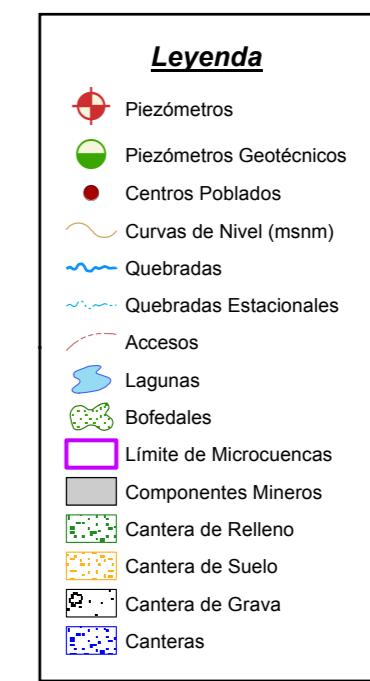 Leyenda
Piezómetros
Piezómetros Geotécnicos
Centros Poblados
Curvas de Nivel (msnm)
Quebradas
Quebradas Estacionales
Accesos
Lagunas
Bofedales
Límite de Microcuencas
Componentes Mineros
Cantera de Relleno
Cantera de Suelo
Cantera de Grava
Canteras